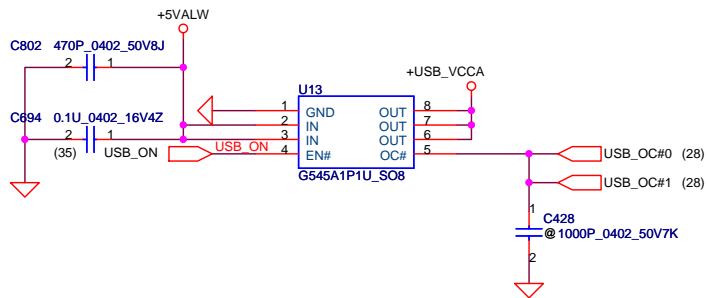 +5VALW
C802 470P_0402_50V8J
2 1
U13
+USB_VCCA
C694 0.1U_0402_16V4Z
2 1
(35) USB_ON
USB_ON
1 GND OUT 8
2 IN OUT 7
3 IN OUT 6
4 EN# OC# 5
G545A1P1U_SO8
USB_OC#0 (28)
USB_OC#1 (28)
1
C428
@1000P_0402_50V7K
2